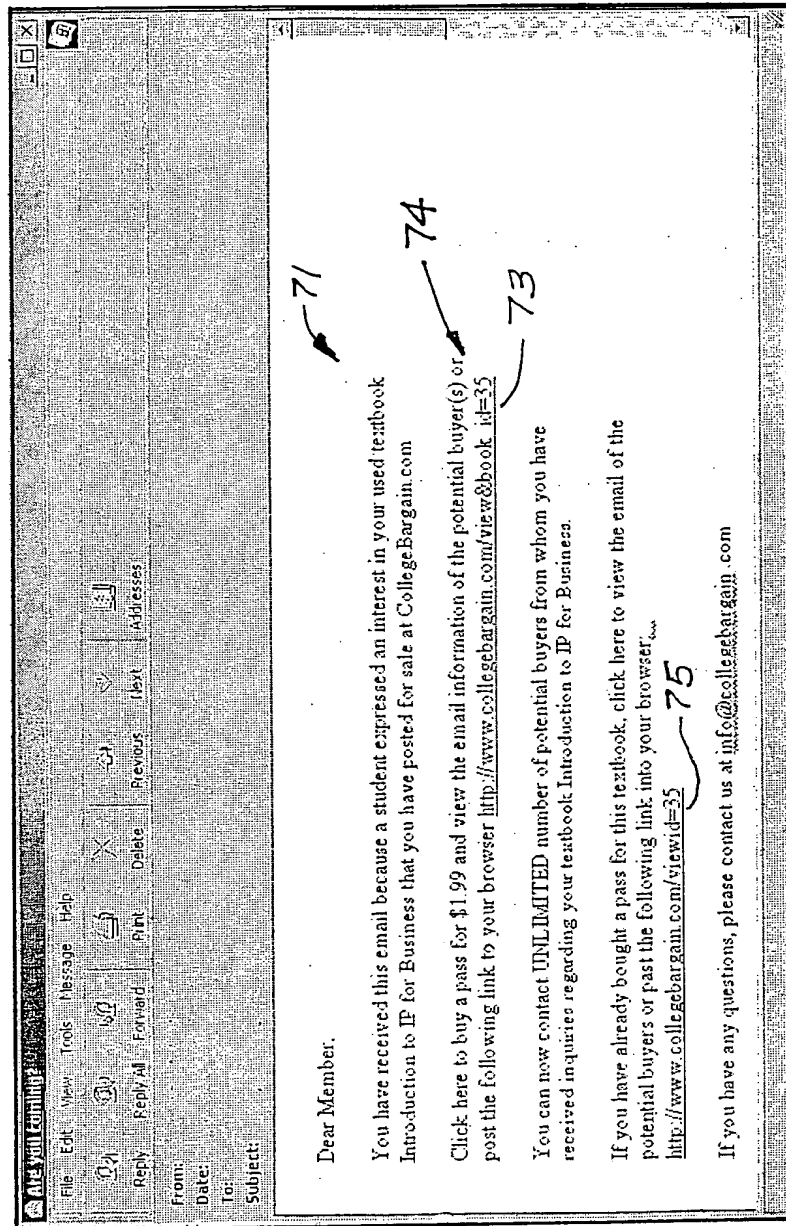 Are you Earning?
File Edit View Tools Message Help
Reply Reply All Forward Print Delete Previous Next Addresses
From:
Date:
To:
Subject:
Dear Member,
71
You have received this email because a student expressed an interest in your used textbook
Introduction to IP for Business that you have posted for sale at CollegeBargain.com
74
Click here to buy a pass for $1.99 and view the email information of the potential buyer(s) or
post the following link to your browser http://www.collegebargain.com/view&book_id=35
73
You can now contact UNLIMITED number of potential buyers from whom you have
received inquiries regarding your textbook Introduction to IP for Business.
If you have already bought a pass for this textbook, click here to view the email of the
potential buyers or past the following link into your browser:
http://www.collegebargain.com/viewid=35
75
If you have any questions, please contact us at info@collegebargain.com